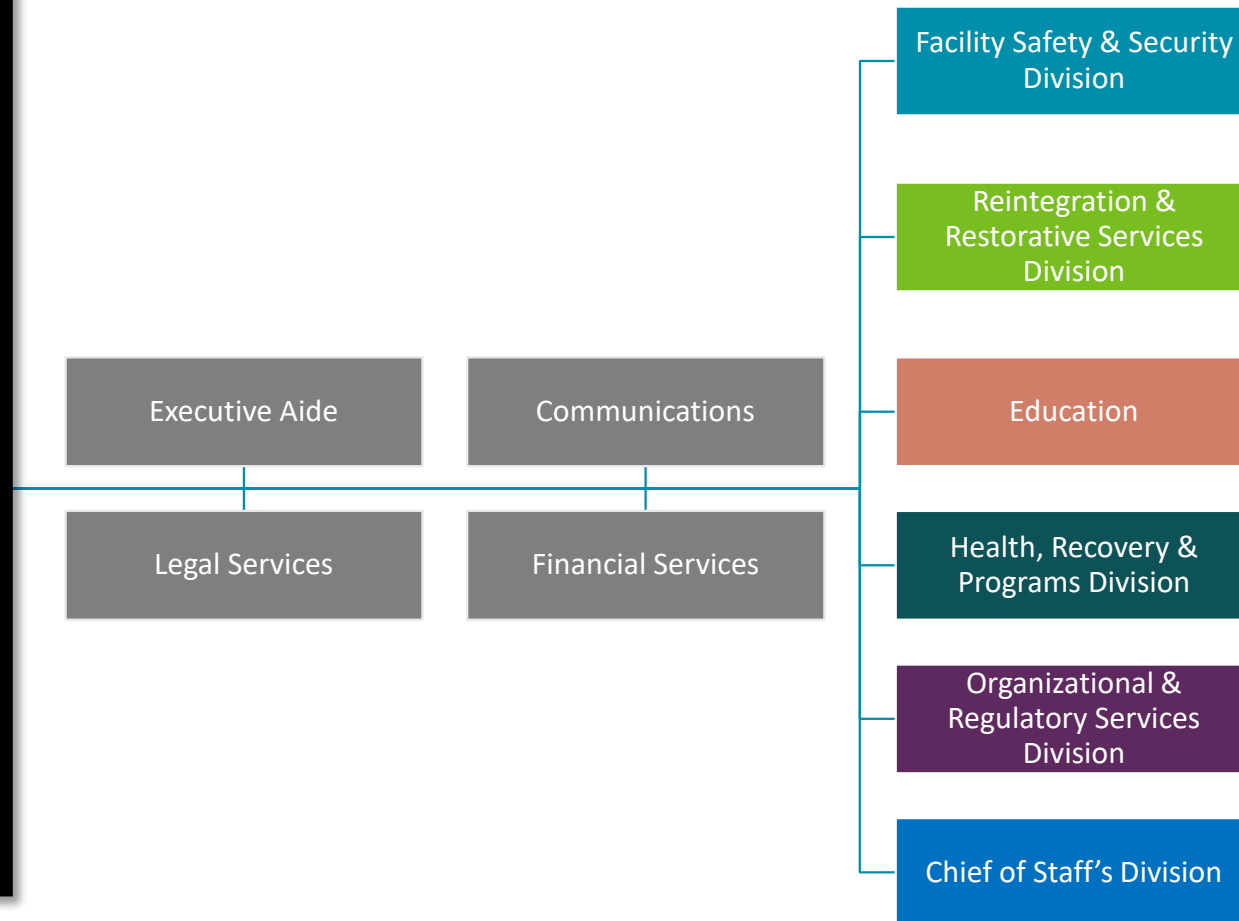 Facility Safety & Security
Division
Reintegration &
Restorative Services
Division
Executive Aide
Communications
Education
Legal Services
Financial Services
Health, Recovery &
Programs Division
Organizational &
Regulatory Services
Division
Chief of Staff’s Division